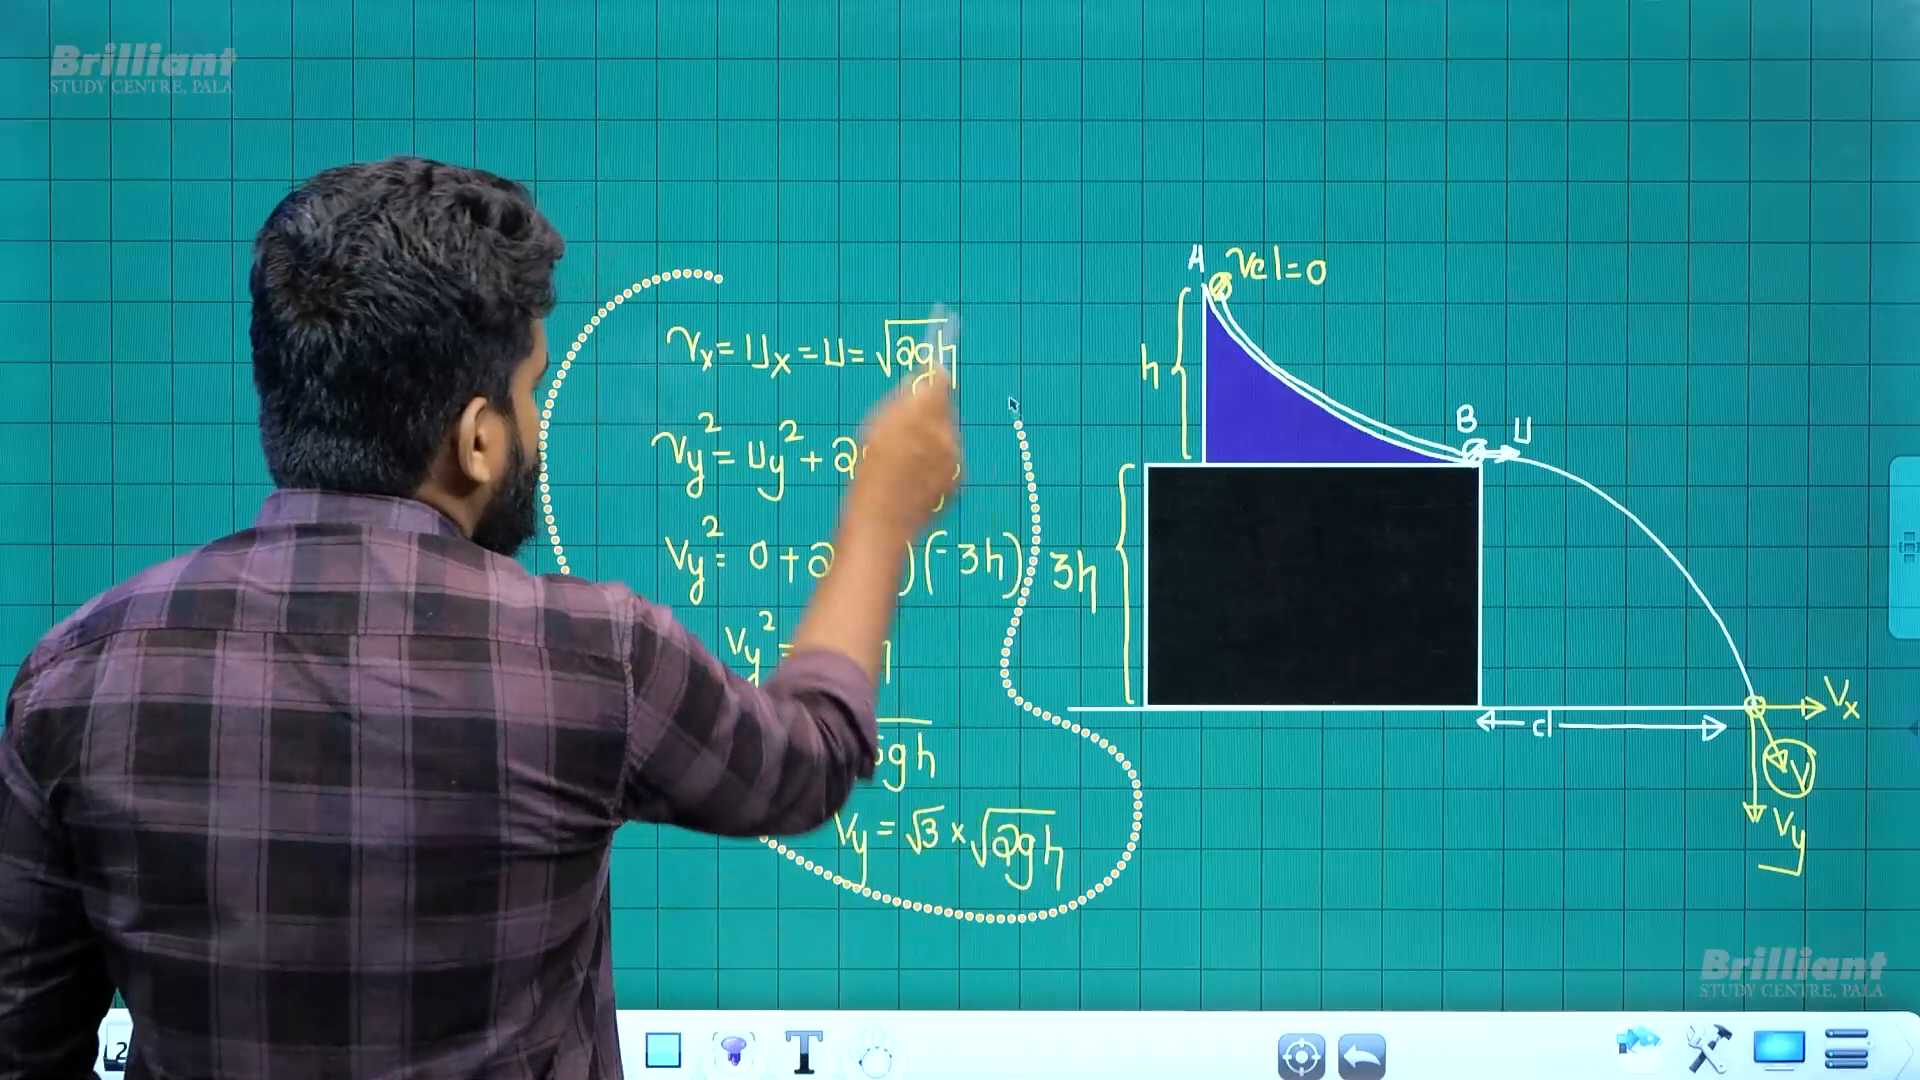 Brilliant
STUDY CENTRE, PALA
A
Vel=0
h
B
U
Vx = Ux = U = √2gh
Vy² = Uy² + 2
Vy² = 0 + 2 )(-3h)
3h
Vy² =
gh
Vy = √3 × √2gh
d
Vx
V
Vy
Brilliant
STUDY CENTRE, PALA
T